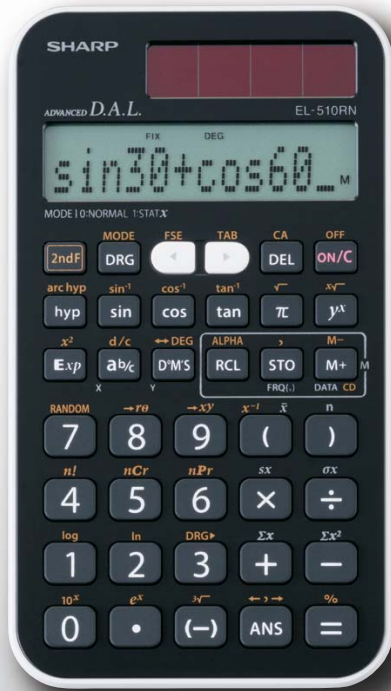 SHARP
ADVANCED D.A.L. EL-510RN
FIX DEG
sin30+cos60_ M
MODE 0:NORMAL 1:STAT x
MODE FSE TAB CA OFF
2ndF DRG ◀ ▶ DEL ON/C
arc hyp sin⁻¹ cos⁻¹ tan⁻¹ √ ˣ√
hyp sin cos tan π yˣ
x² d/c ↔DEG ALPHA , M−
Exp ab/c D°M'S RCL STO M+ M
X Y FRQ(.) DATA CD
RANDOM →rθ →xy x⁻¹ x̄ n
7 8 9 ( )
n! nCr nPr sx σx
4 5 6 × ÷
log ln DRG▶ Σx Σx²
1 2 3 + −
10ˣ eˣ ³√ ←,→ %
0 • (−) ANS =